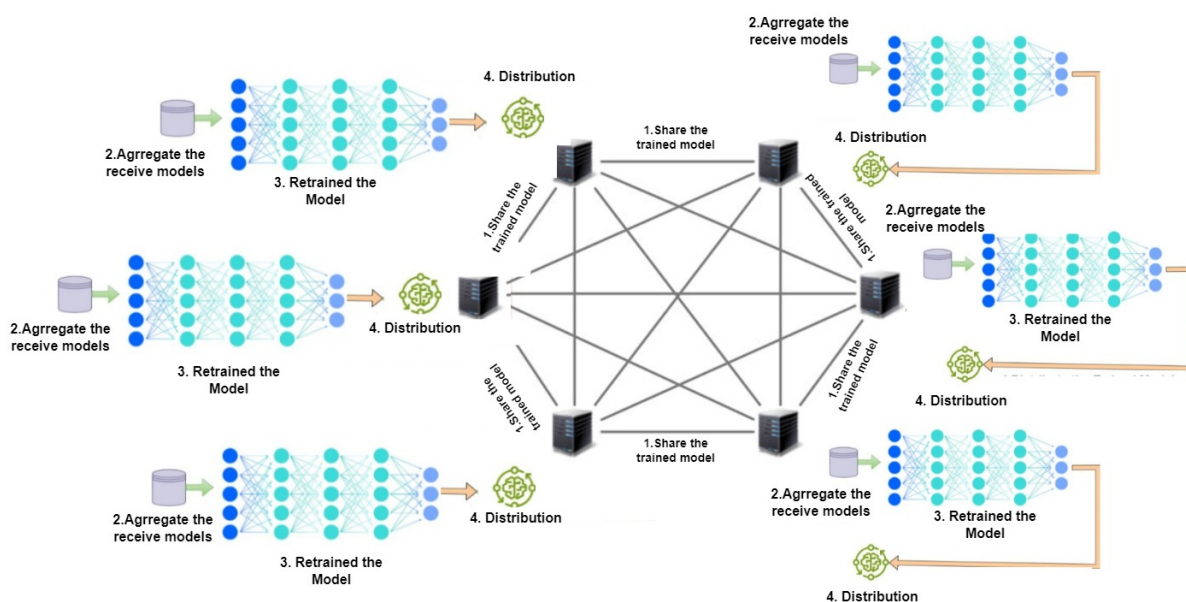 2.Agrregate the
receive models
4. Distribution
2.Agrregate the
receive models
3. Retrained the
Model
1.Share the
trained model
4. Distribution
1.Share the
trained model
1.Share the trained
model
2.Agrregate the
receive models
2.Agrregate the
receive models
3. Retrained the
Model
4. Distribution
3. Retrained the
Model
4. Distribution
1.Share the
trained model
1.Share the
trained model
1.Share the
trained model
2.Agrregate the
receive models
3. Retrained the
Model
4. Distribution
2.Agrregate the
receive models
3. Retrained the
Model
4. Distribution